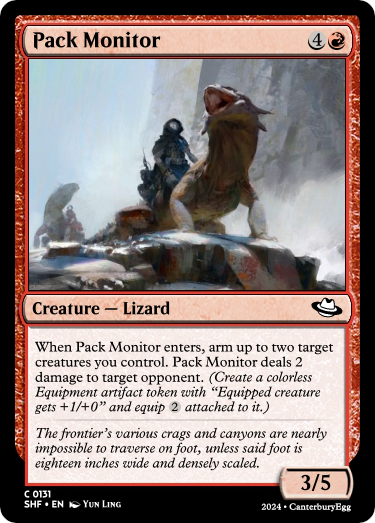 Pack Monitor 4
Creature — Lizard
When Pack Monitor enters, arm up to two target
creatures you control. Pack Monitor deals 2
damage to target opponent. (Create a colorless
Equipment artifact token with “Equipped creature
gets +1/+0” and equip 2 attached to it.)
The frontier’s various crags and canyons are nearly
impossible to traverse on foot, unless said foot is
eighteen inches wide and densely scaled.
3/5
C 0131
SHF • EN Yun Ling
2024 • CanterburyEgg